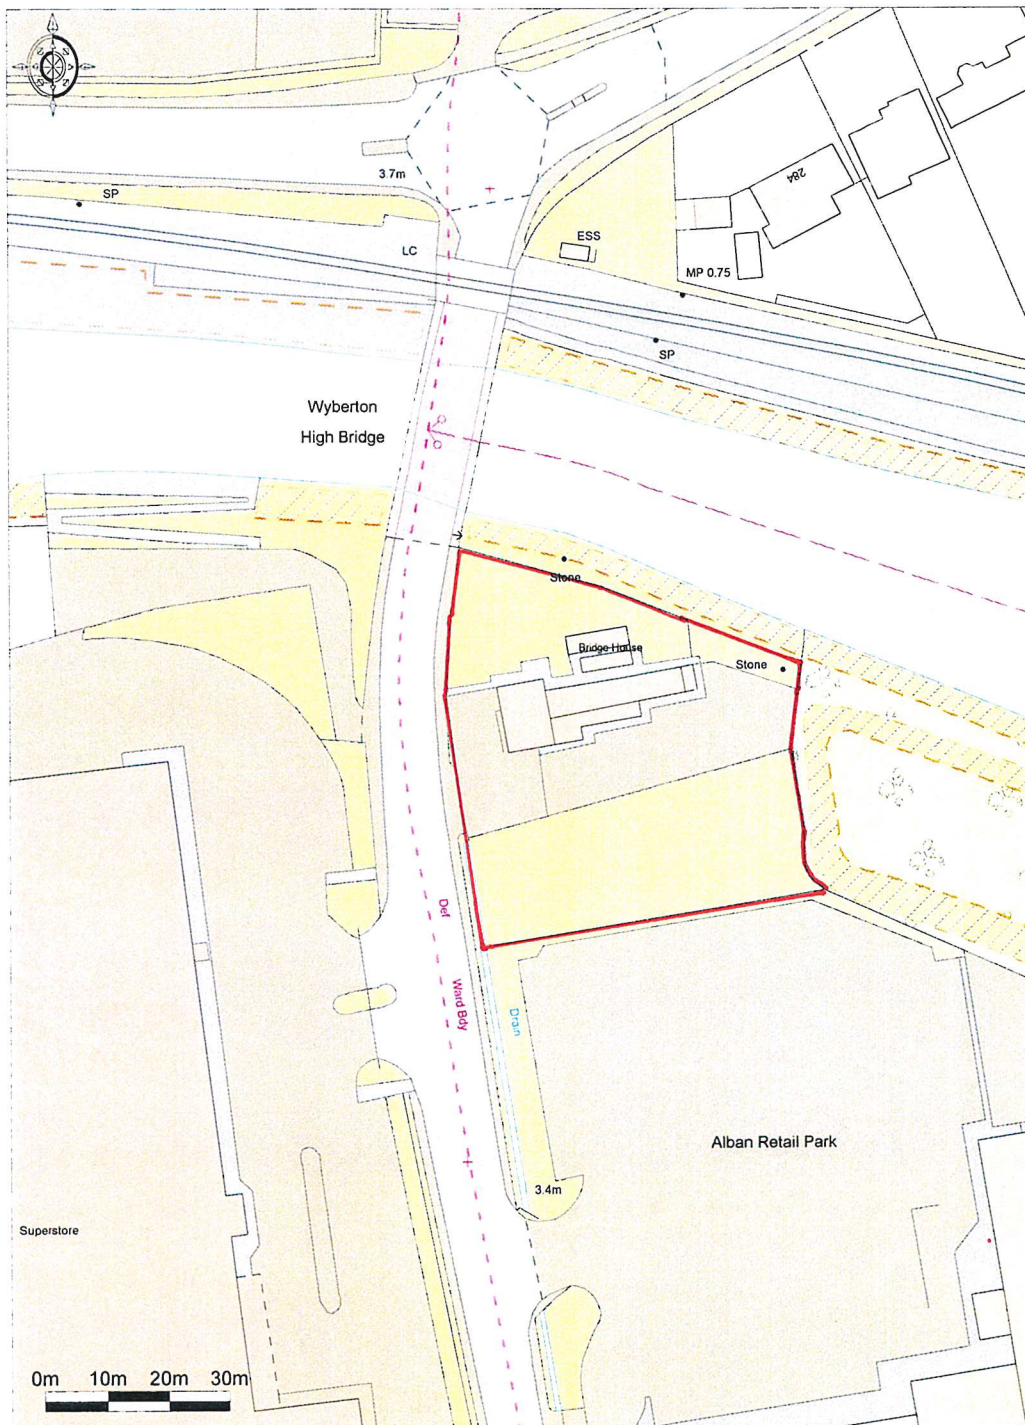 3.7m
SP
284
ESS
LC
MP 0.75
SP
Wyberton
High Bridge
Stone
Bridge House
Stone
Def
Ward Bdy
Drain
Alban Retail Park
3.4m
Superstore
0m 10m 20m 30m